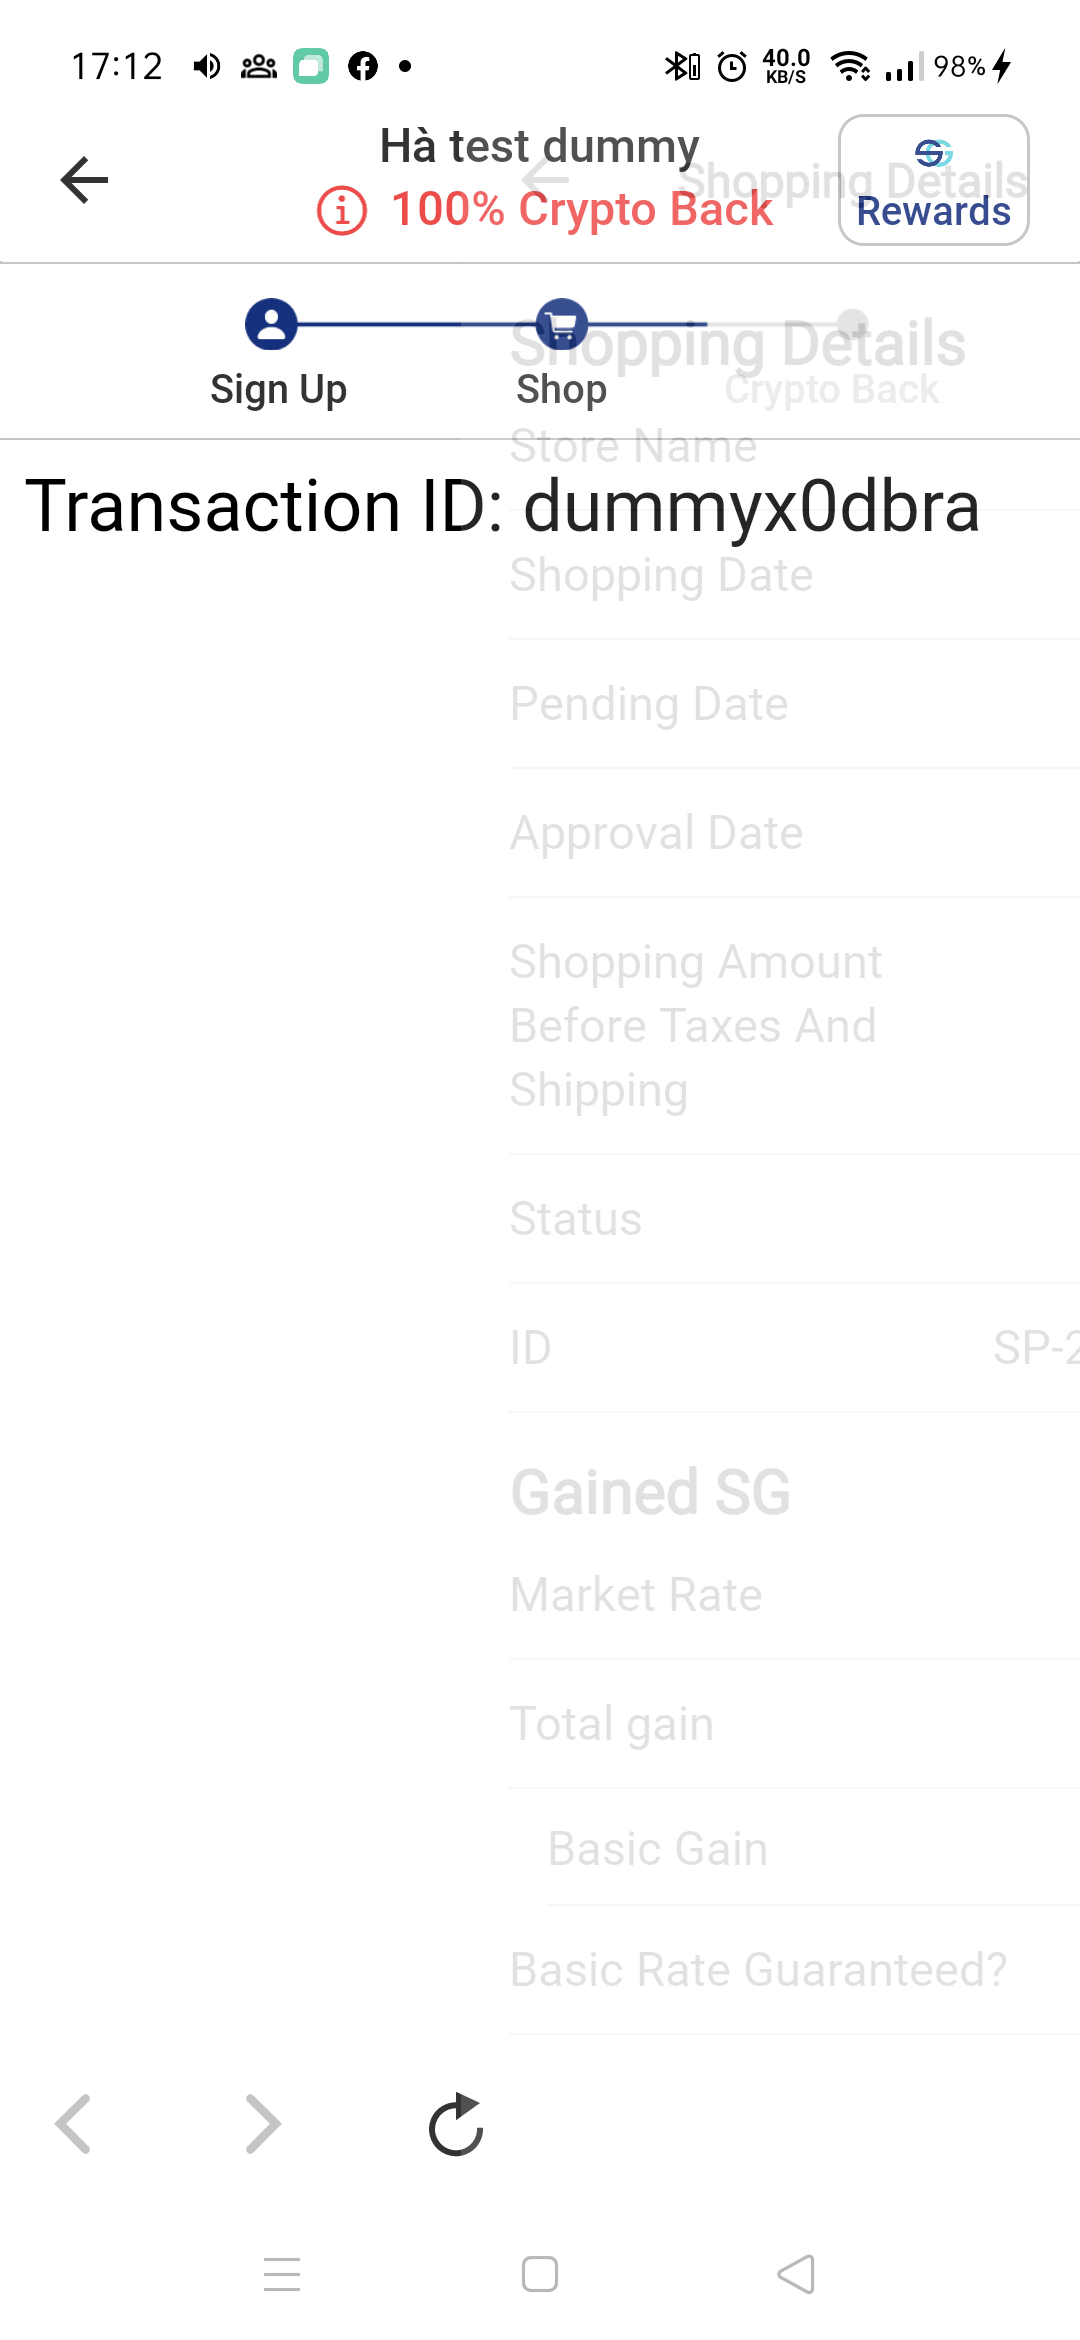 17:12
40.0
KB/S
98%
Hà test dummy
Shopping Details
100% Crypto Back
Rewards
Shopping Details
Sign Up
Shop
Crypto Back
Store Name
Transaction ID: dummyx0dbra
Shopping Date
Pending Date
Approval Date
Shopping Amount
Before Taxes And
Shipping
Status
ID
SP-2
Gained SG
Market Rate
Total gain
Basic Gain
Basic Rate Guaranteed?